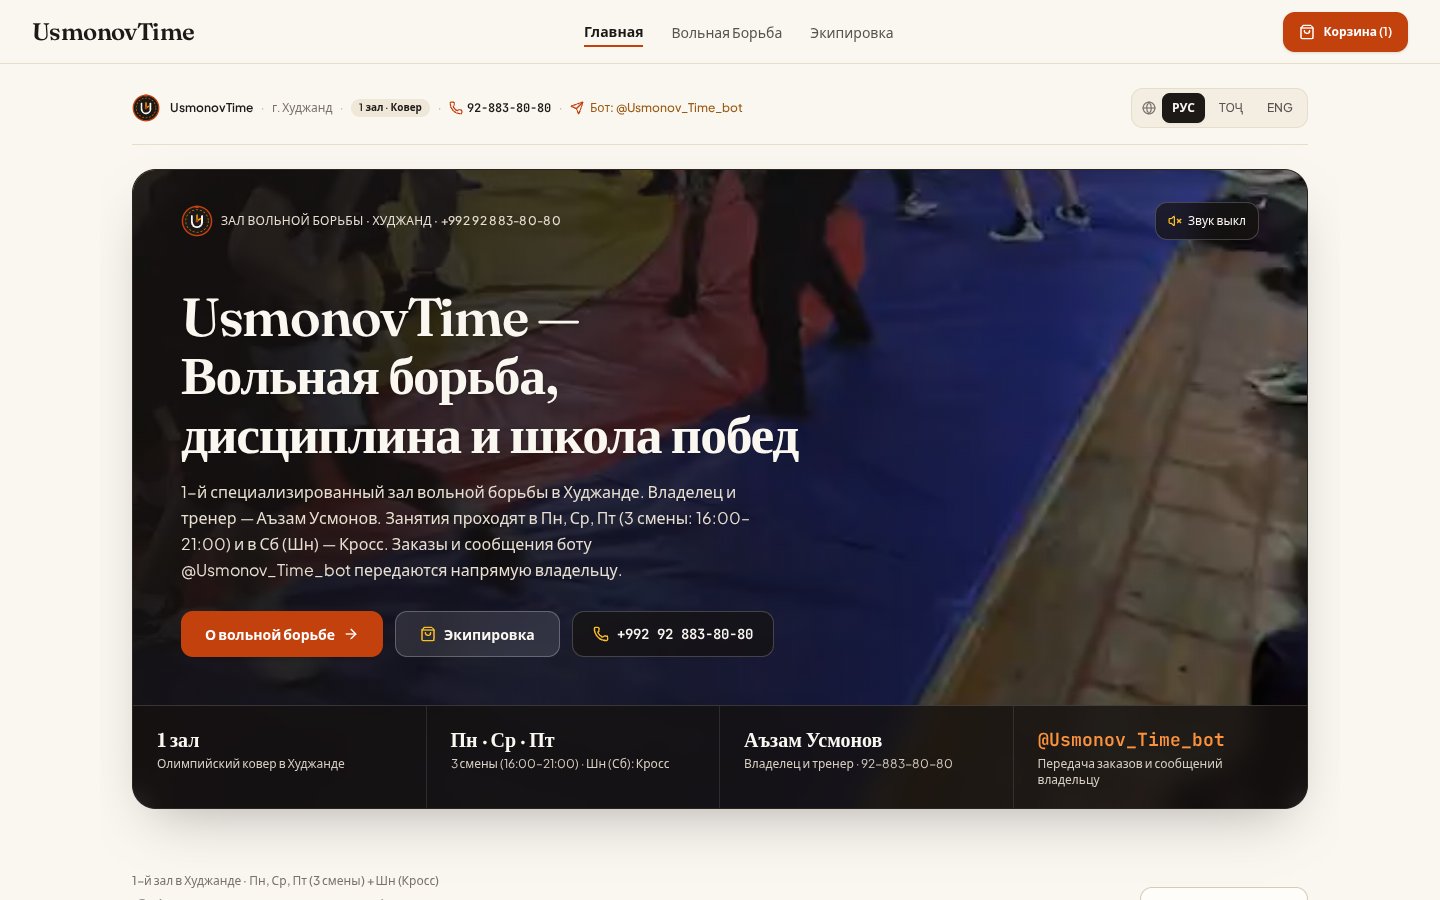 UsmonovTime
Главная
Вольная Борьба
Экипировка
Корзина (1)
UsmonovTime · г. Худжанд · 1 зал · Ковер · 92-883-80-80 · Бот: @Usmonov_Time_bot
РУС
ТОҶ
ENG
ЗАЛ ВОЛЬНОЙ БОРЬБЫ · ХУДЖАНД · +992 92 883-80-80
Звук выкл
UsmonovTime —
Вольная борьба,
дисциплина и школа побед
1-й специализированный зал вольной борьбы в Худжанде. Владелец и
тренер — Аъзам Усмонов. Занятия проходят в Пн, Ср, Пт (3 смены: 16:00–
21:00) и в Сб (Шн) — Кросс. Заказы и сообщения боту
@Usmonov_Time_bot передаются напрямую владельцу.
О вольной борьбе
Экипировка
+992 92 883-80-80
1 зал
Олимпийский ковер в Худжанде
Пн · Ср · Пт
3 смены (16:00–21:00) · Шн (Сб): Кросс
Аъзам Усмонов
Владелец и тренер · 92-883-80-80
@Usmonov_Time_bot
Передача заказов и сообщений
владельцу
1-й зал в Худжанде · Пн, Ср, Пт (3 смены) + Шн (Кросс)